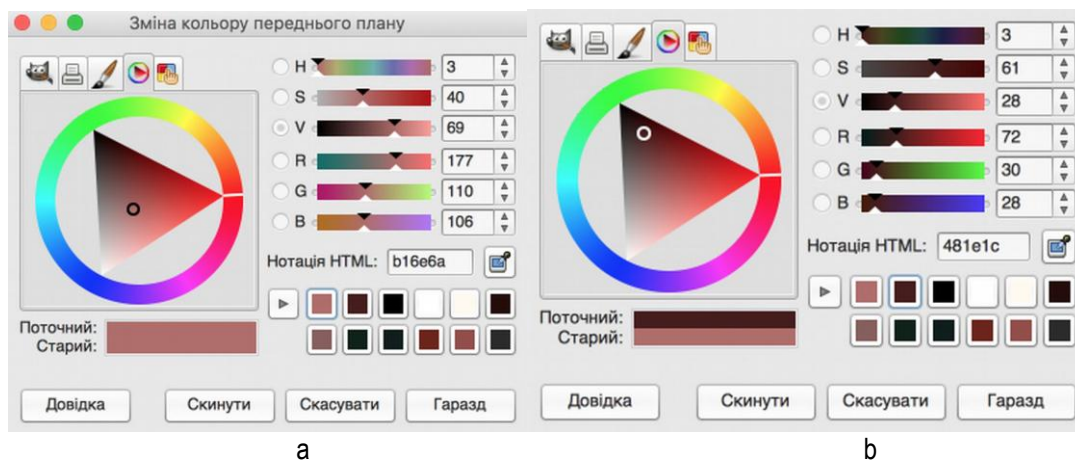 Зміна кольору переднього плану
H 3
S 40
V 69
R 177
G 110
B 106
Нотація HTML: b16e6a
Поточний:
Старий:
Довідка Скинути Скасувати Гаразд
a
H 3
S 61
V 28
R 72
G 30
B 28
Нотація HTML: 481e1c
Поточний:
Старий:
Довідка Скинути Скасувати Гаразд
b